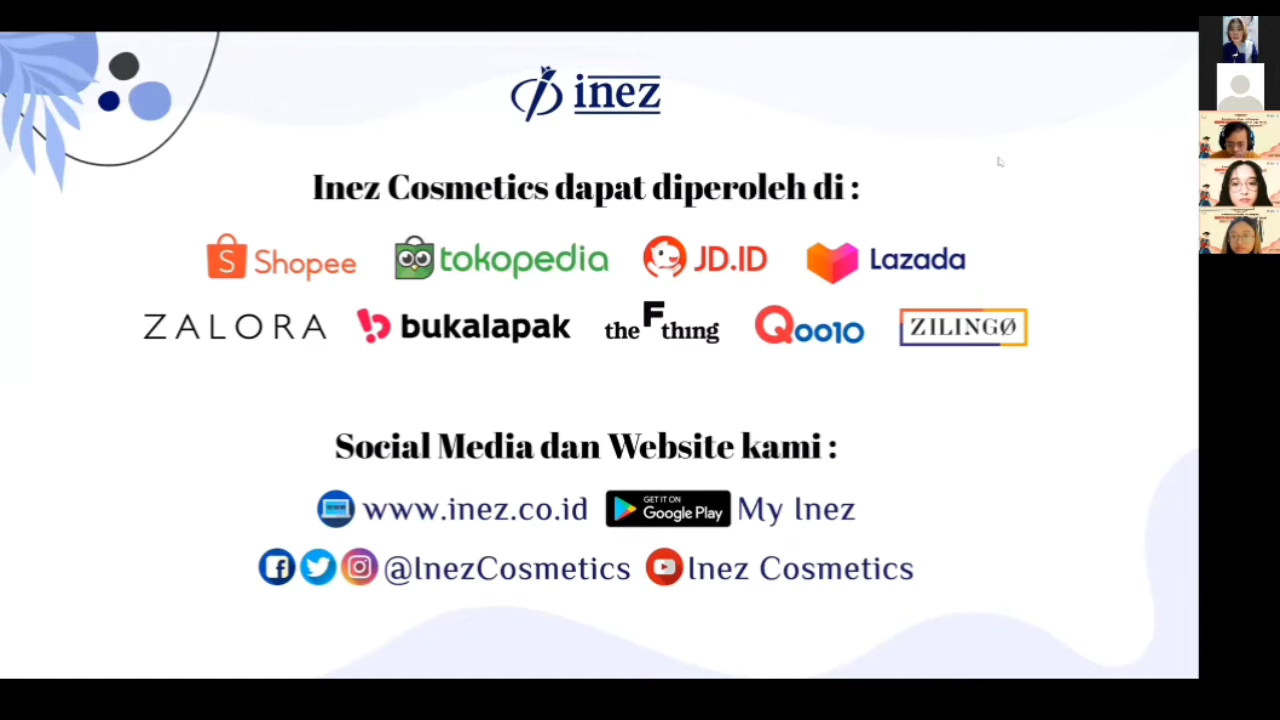 inez
Inez Cosmetics dapat diperoleh di :
Shopee tokopedia JD.ID Lazada
ZALORA bukalapak the F thing Qoo10 ZILINGØ
Social Media dan Website kami :
www.inez.co.id GET IT ON Google Play My Inez
@InezCosmetics Inez Cosmetics